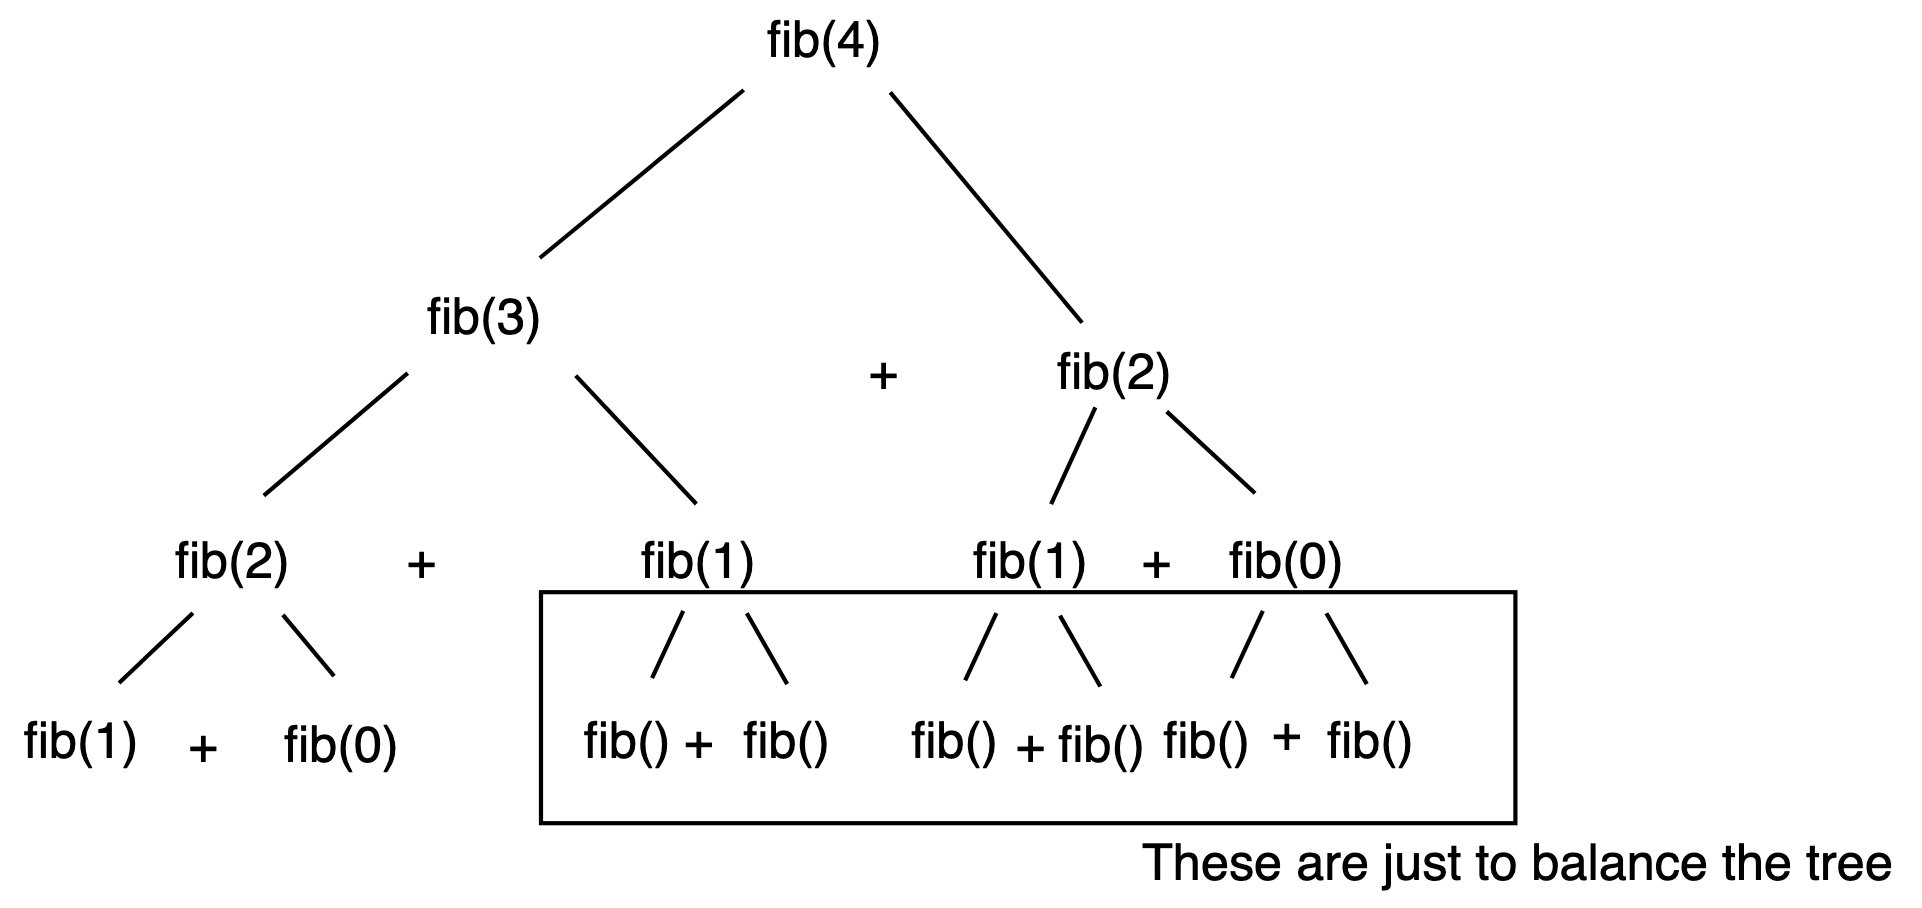 fib(4)
fib(3)
+ fib(2)
fib(2) + fib(1) fib(1) + fib(0)
fib(1) + fib(0) fib() + fib() fib() + fib() fib() + fib()
These are just to balance the tree